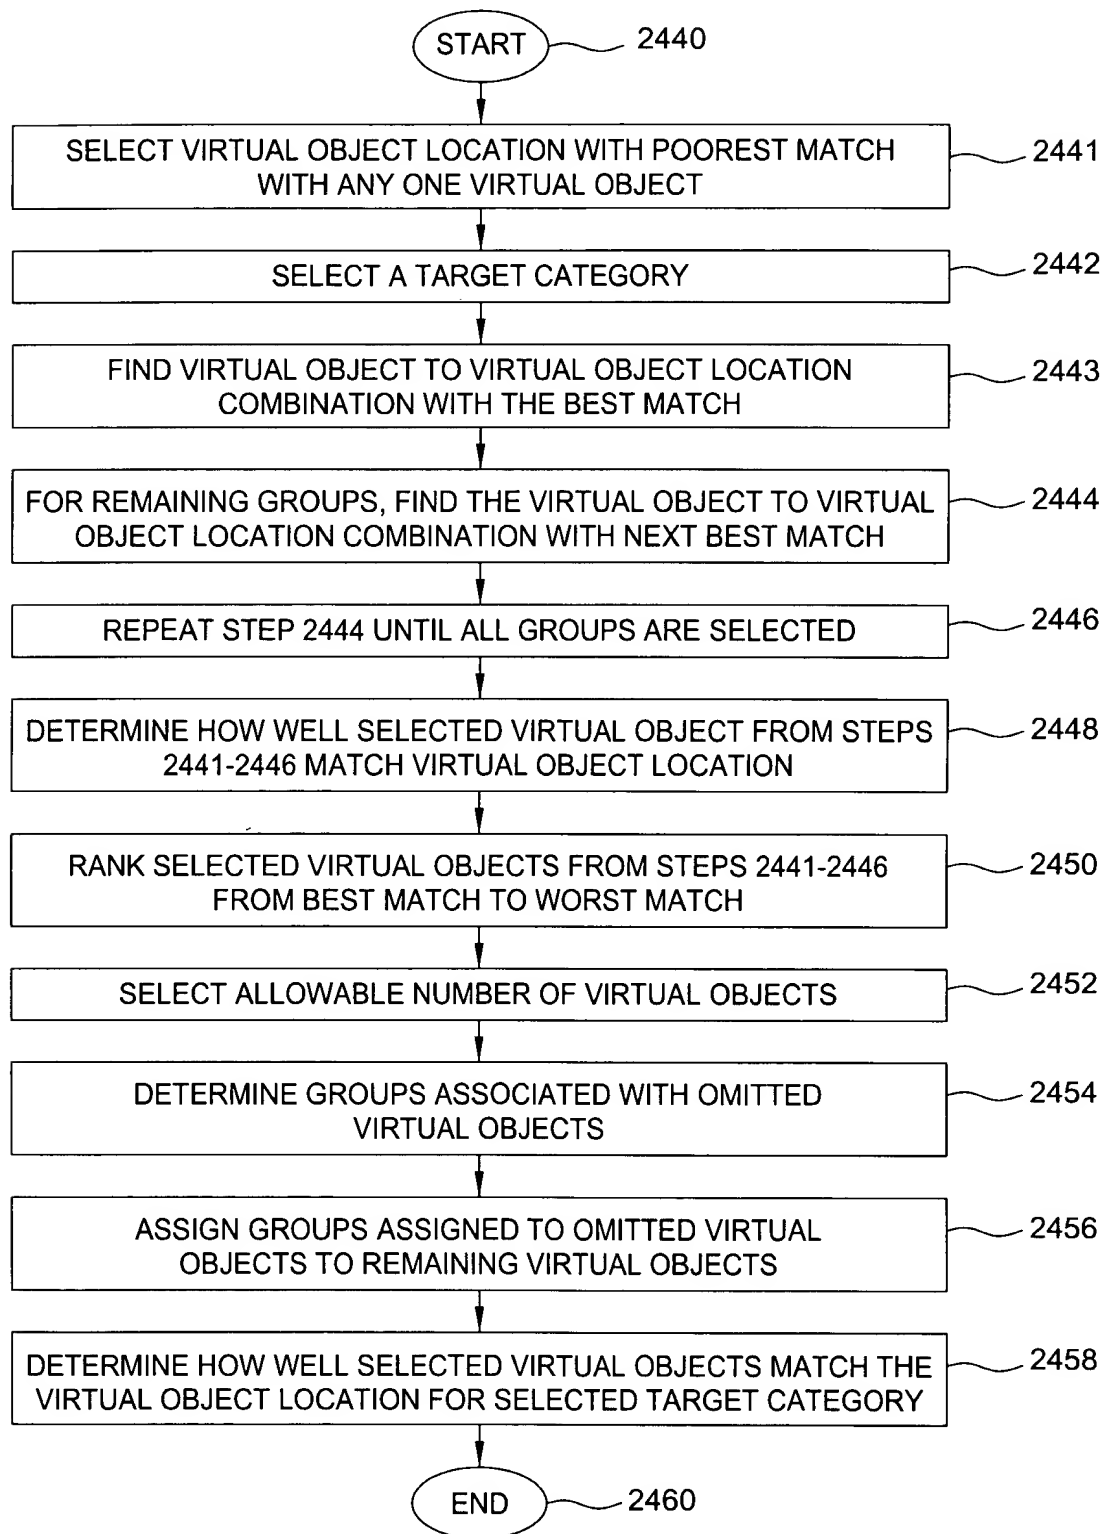 START
2440
SELECT VIRTUAL OBJECT LOCATION WITH POOREST MATCH
WITH ANY ONE VIRTUAL OBJECT
2441
SELECT A TARGET CATEGORY
2442
FIND VIRTUAL OBJECT TO VIRTUAL OBJECT LOCATION
COMBINATION WITH THE BEST MATCH
2443
FOR REMAINING GROUPS, FIND THE VIRTUAL OBJECT TO VIRTUAL
OBJECT LOCATION COMBINATION WITH NEXT BEST MATCH
2444
REPEAT STEP 2444 UNTIL ALL GROUPS ARE SELECTED
2446
DETERMINE HOW WELL SELECTED VIRTUAL OBJECT FROM STEPS
2441-2446 MATCH VIRTUAL OBJECT LOCATION
2448
RANK SELECTED VIRTUAL OBJECTS FROM STEPS 2441-2446
FROM BEST MATCH TO WORST MATCH
2450
SELECT ALLOWABLE NUMBER OF VIRTUAL OBJECTS
2452
DETERMINE GROUPS ASSOCIATED WITH OMITTED
VIRTUAL OBJECTS
2454
ASSIGN GROUPS ASSIGNED TO OMITTED VIRTUAL
OBJECTS TO REMAINING VIRTUAL OBJECTS
2456
DETERMINE HOW WELL SELECTED VIRTUAL OBJECTS MATCH THE
VIRTUAL OBJECT LOCATION FOR SELECTED TARGET CATEGORY
2458
END
2460